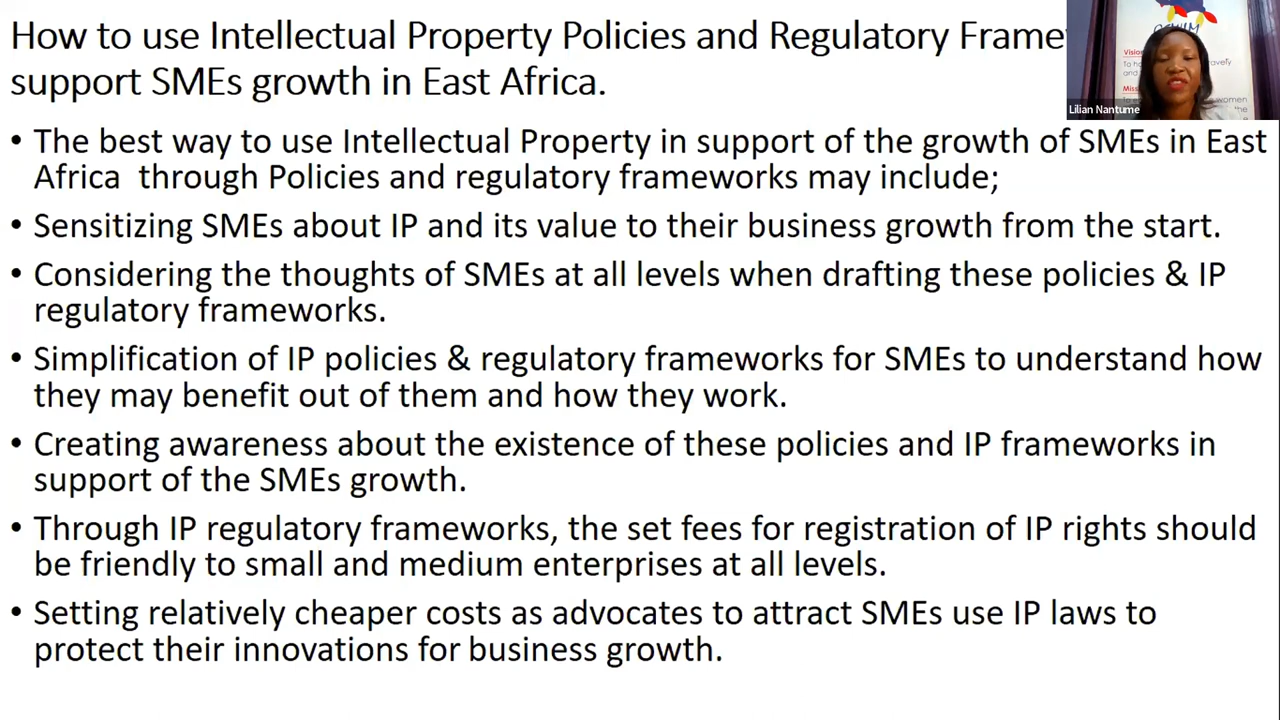 How to use Intellectual Property Policies and Regulatory
support SMEs growth in East Africa.
Lilian Nantume
• The best way to use Intellectual Property in support of the growth of SMEs in East
Africa  through Policies and regulatory frameworks may include;
• Sensitizing SMEs about IP and its value to their business growth from the start.
• Considering the thoughts of SMEs at all levels when drafting these policies & IP
regulatory frameworks.
• Simplification of IP policies & regulatory frameworks for SMEs to understand how
they may benefit out of them and how they work.
• Creating awareness about the existence of these policies and IP frameworks in
support of the SMEs growth.
• Through IP regulatory frameworks, the set fees for registration of IP rights should
be friendly to small and medium enterprises at all levels.
• Setting relatively cheaper costs as advocates to attract SMEs use IP laws to
protect their innovations for business growth.